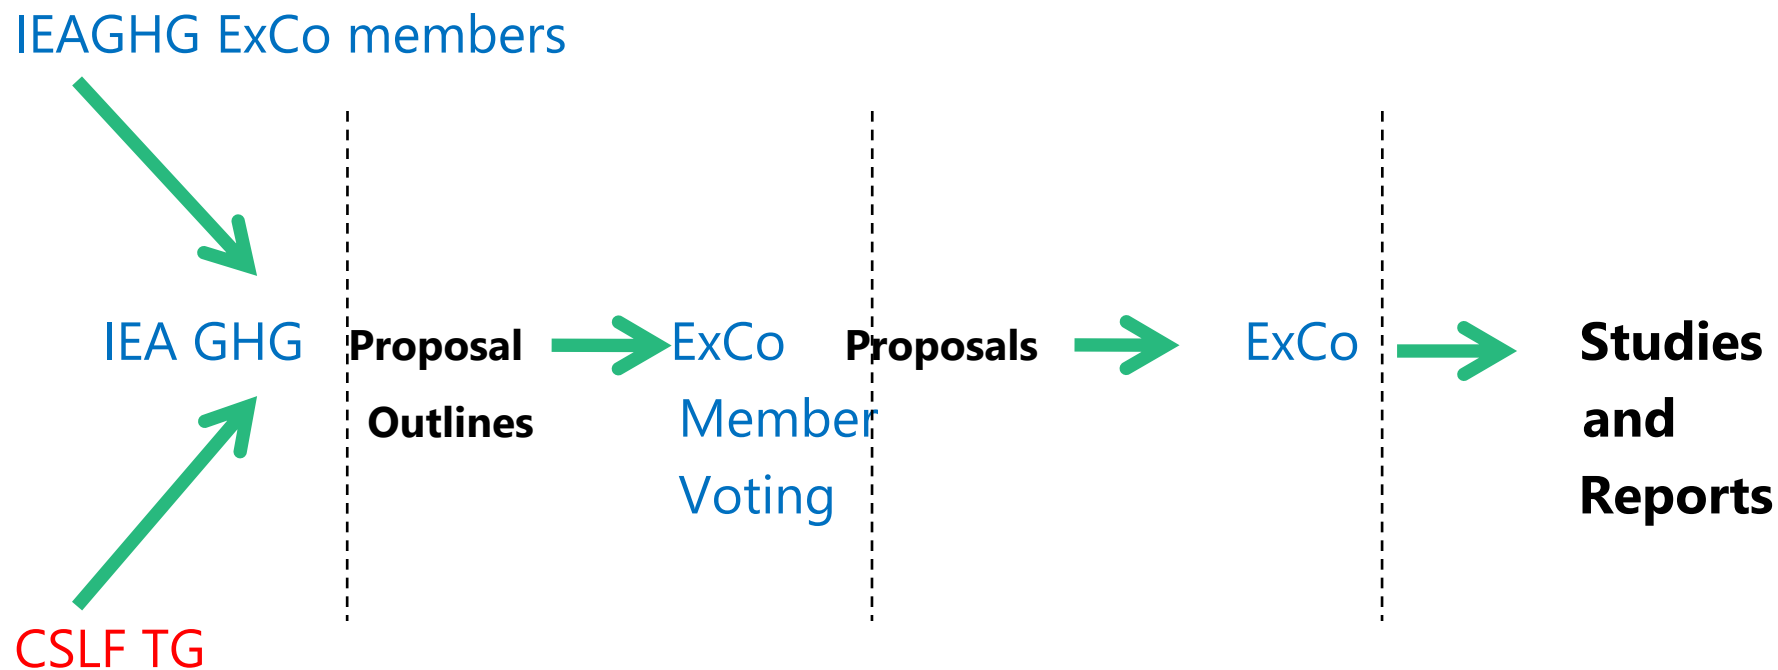 IEAGHG ExCo members
IEA GHG
Proposal
Outlines
ExCo
Member
Voting
Proposals
ExCo
Studies
and
Reports
CSLF TG